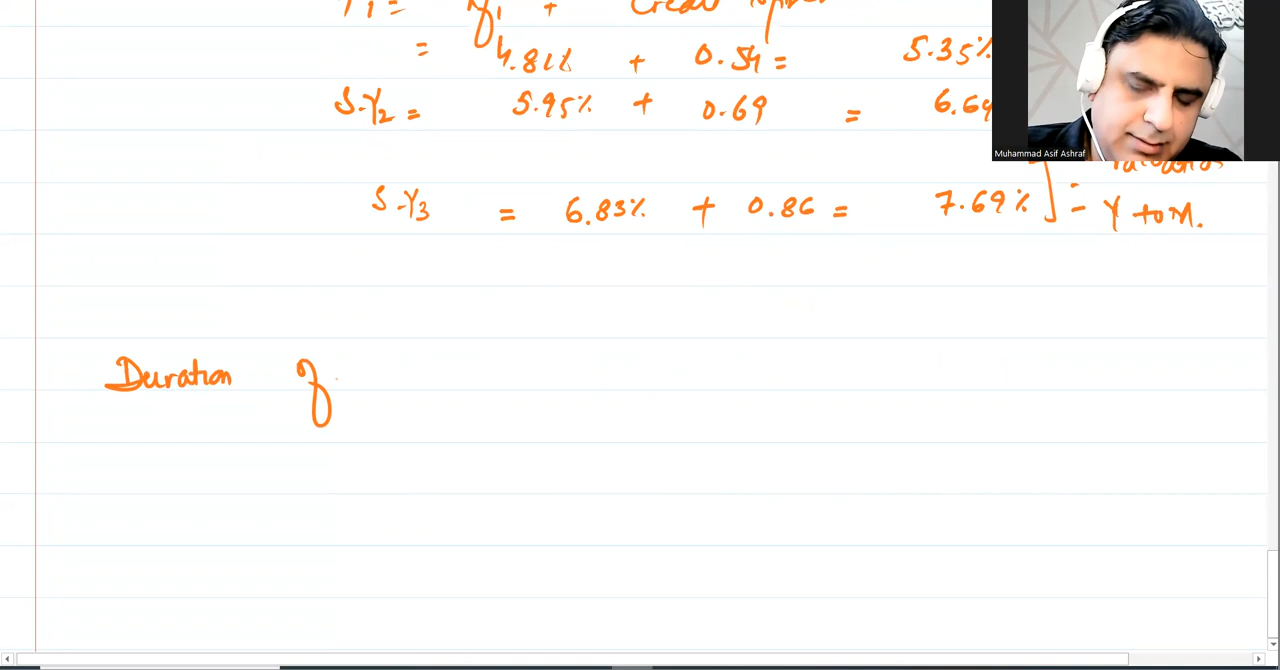 = 4.81% + 0.54 = 5.35%
S.Y2 = 5.95% + 0.69 = 6.64
Muhammad Asif Ashraf
S.Y3 = 6.83% + 0.86 = 7.69% ] = Y to M.
Duration of